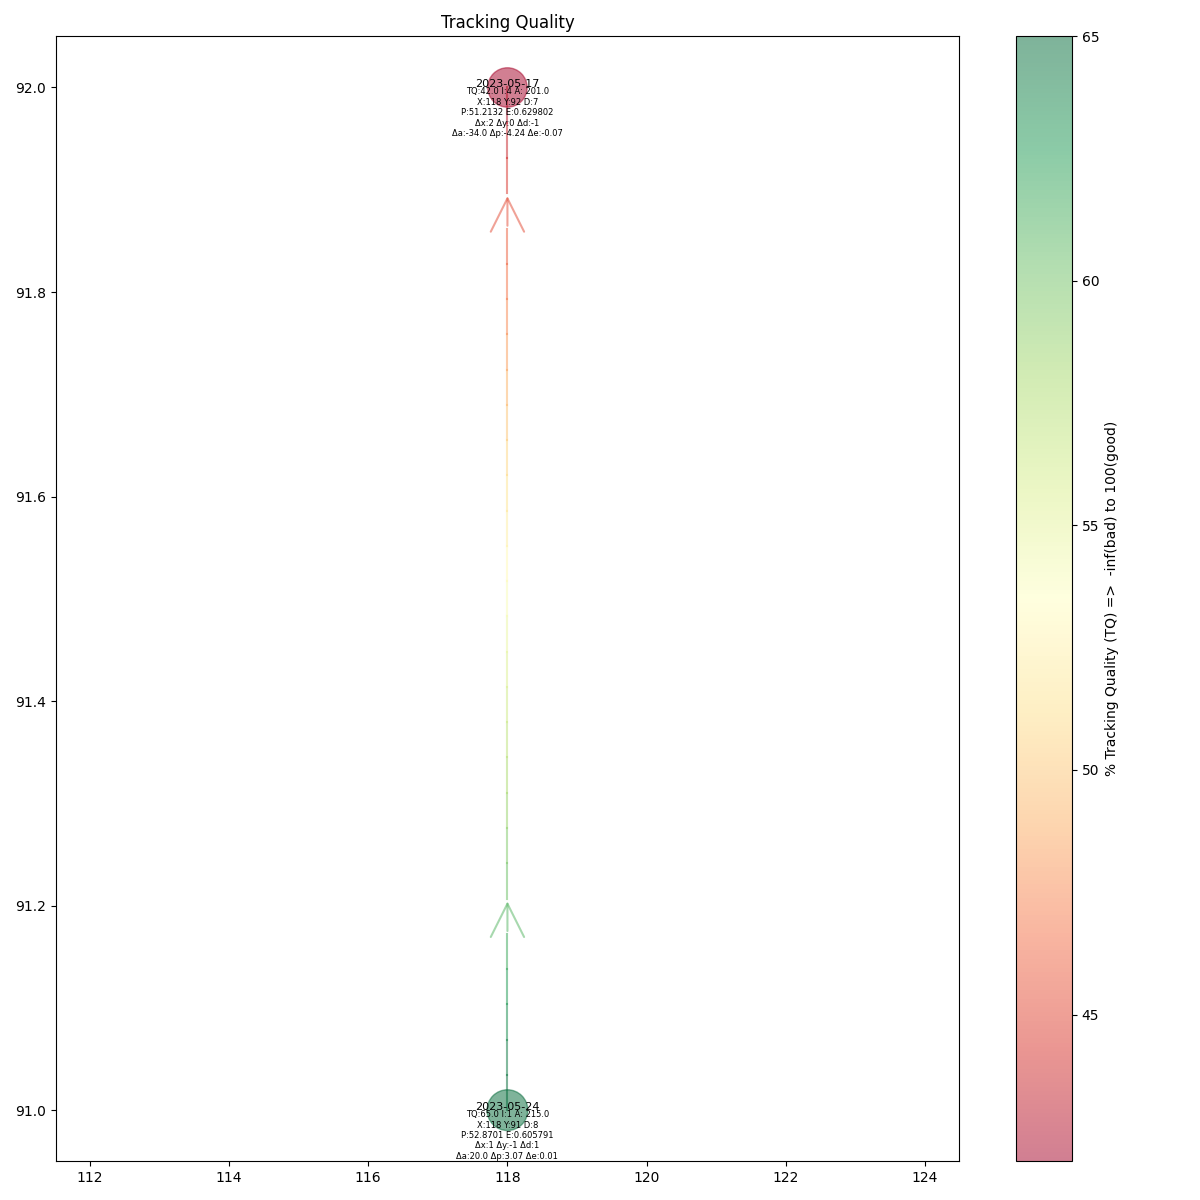 Tracking Quality
2023-05-17
TQ:42.0 I:4 A: 201.0
X:118 Y:92 D:7
P:51.2132 E:0.629802
Δx:2 Δy:0 Δd:-1
Δa:-34.0 Δp:-4.24 Δe:-0.07
2023-05-24
TQ:65.0 I:1 A: 215.0
X:118 Y:91 D:8
P:52.8701 E:0.605791
Δx:1 Δy:-1 Δd:1
Δa:20.0 Δp:3.07 Δe:0.01
92.0
91.8
91.6
91.4
91.2
91.0
112 114 116 118 120 122 124
65
60
55
50
45
% Tracking Quality (TQ) =>  -inf(bad) to 100(good)